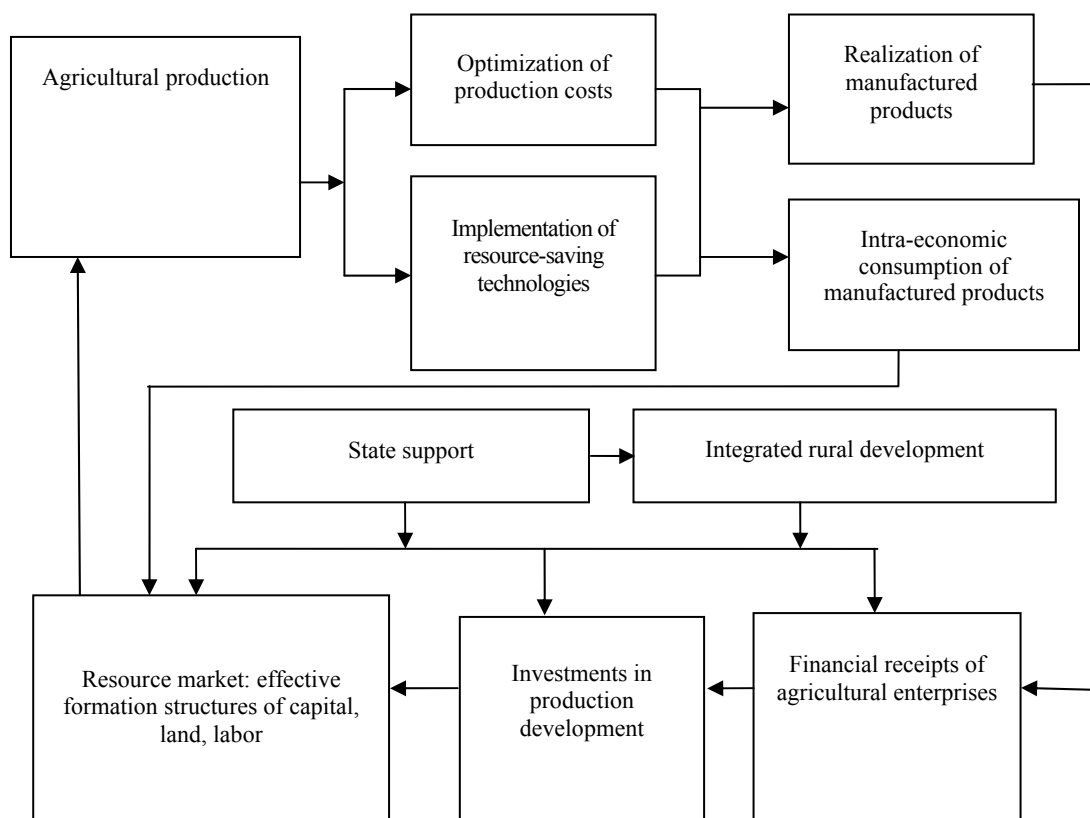 Agricultural production
Optimization of
production costs
Realization of
manufactured
products
Implementation of
resource-saving
technologies
Intra-economic
consumption of
manufactured products
State support
Integrated rural development
Resource market: effective
formation structures of capital,
land, labor
Investments in
production
development
Financial receipts of
agricultural enterprises